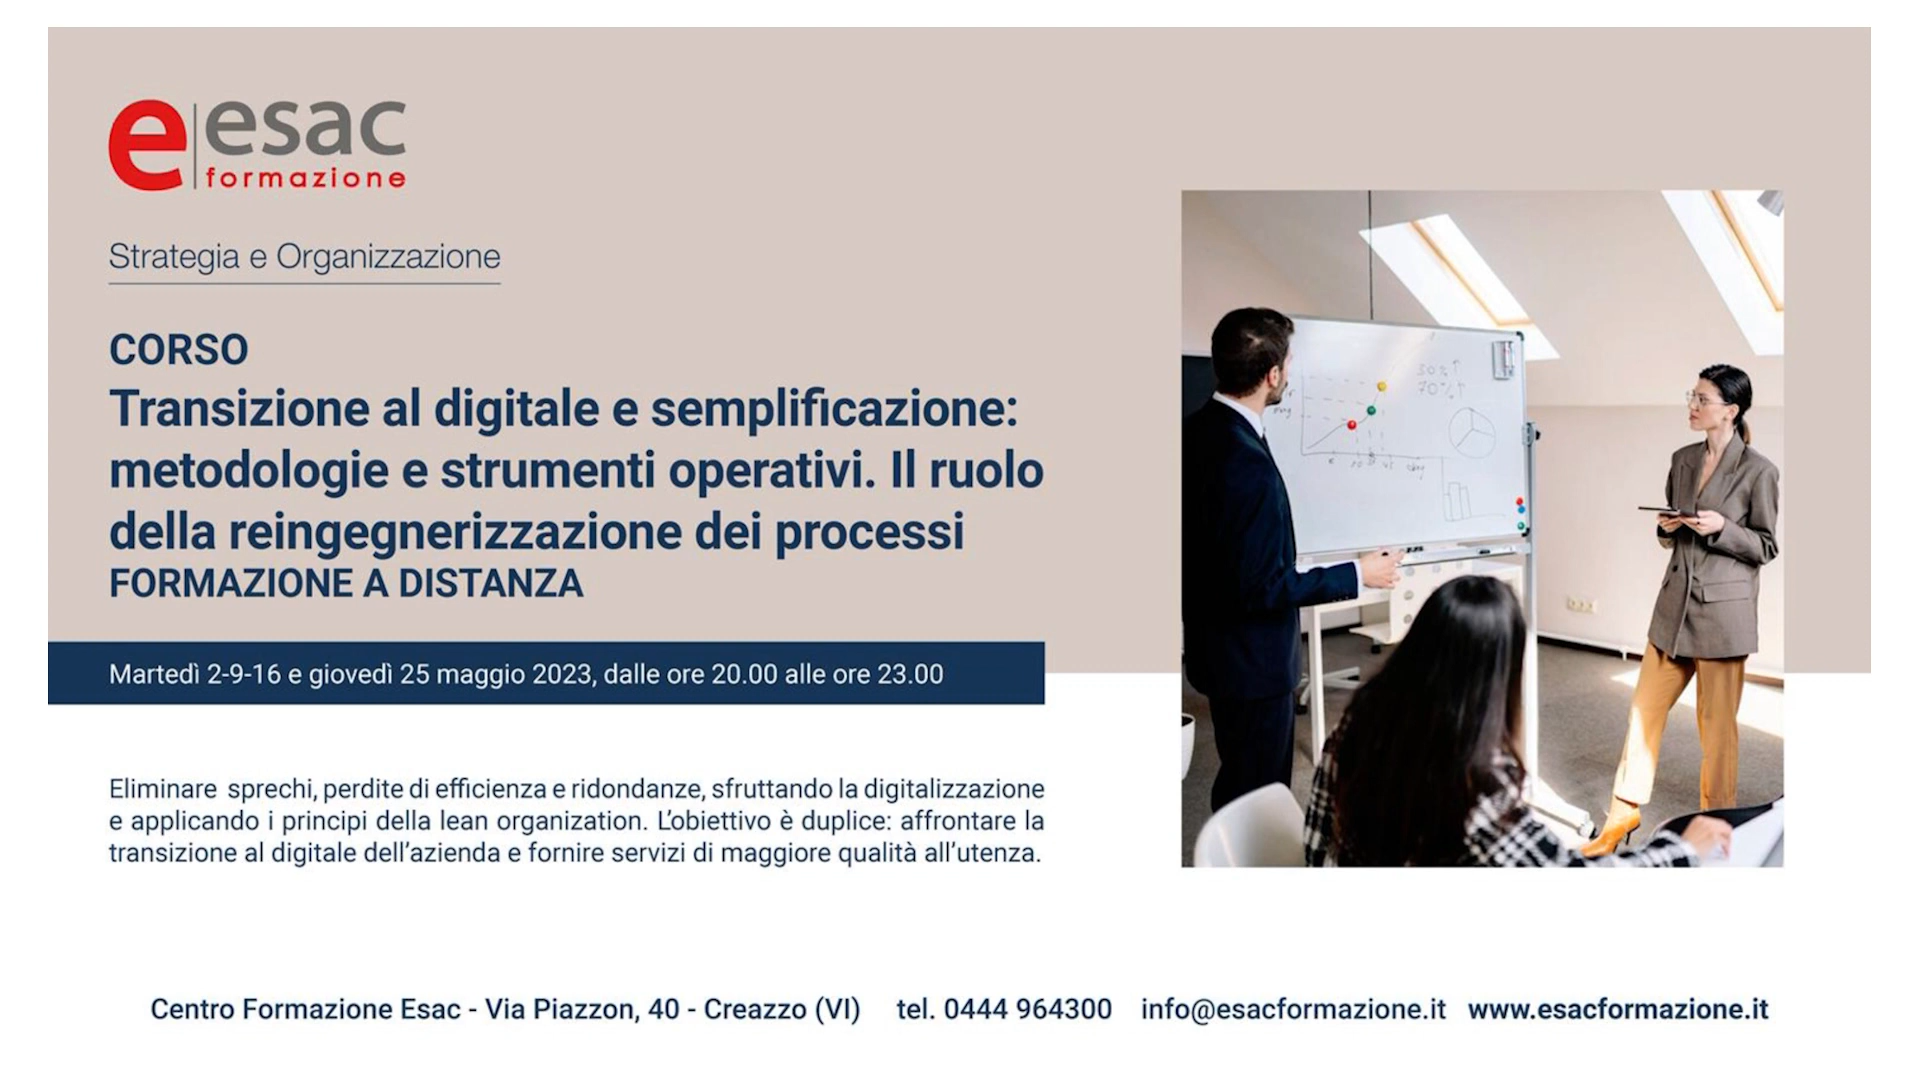 e esac
formazione
Strategia e Organizzazione
CORSO
Transizione al digitale e semplificazione:
metodologie e strumenti operativi. Il ruolo
della reingegnerizzazione dei processi
FORMAZIONE A DISTANZA
Martedì 2-9-16 e giovedì 25 maggio 2023, dalle ore 20.00 alle ore 23.00
Eliminare sprechi, perdite di efficienza e ridondanze, sfruttando la digitalizzazione
e applicando i principi della lean organization. L'obiettivo è duplice: affrontare la
transizione al digitale dell'azienda e fornire servizi di maggiore qualità all'utenza.
30%↑
70%↑
Centro Formazione Esac - Via Piazzon, 40 - Creazzo (VI) tel. 0444 964300 info@esacformazione.it www.esacformazione.it